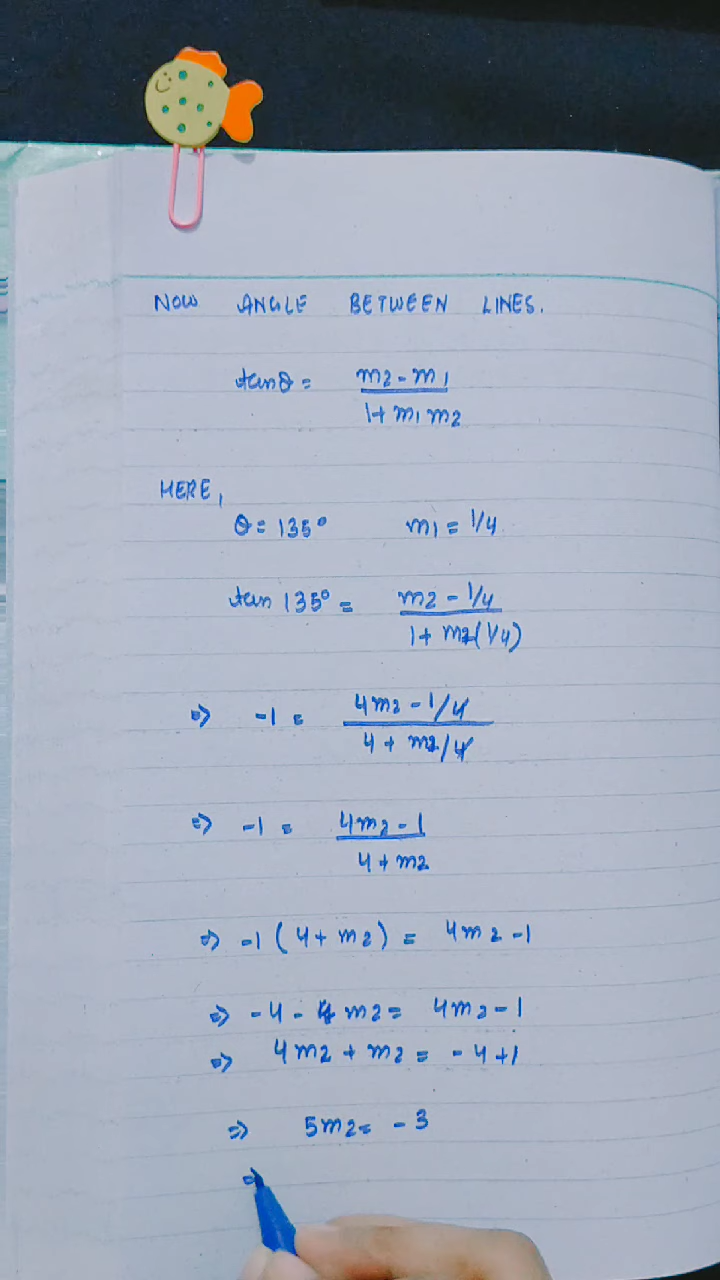 NOW ANGLE BETWEEN LINES.
tanθ = m2 - m1 / 1 + m1 m2
HERE,
θ = 135° m1 = 1/4
tan 135° = m2 - 1/4 / 1 + m2(1/4)
⇒ -1 = 4m2 - 1/4 / 4 + m2/4
⇒ -1 = 4m2 - 1 / 4 + m2
⇒ -1 (4 + m2) = 4m2 - 1
⇒ -4 - m2 = 4m2 - 1
⇒ 4m2 + m2 = -4 + 1
⇒ 5m2 = -3
⇒